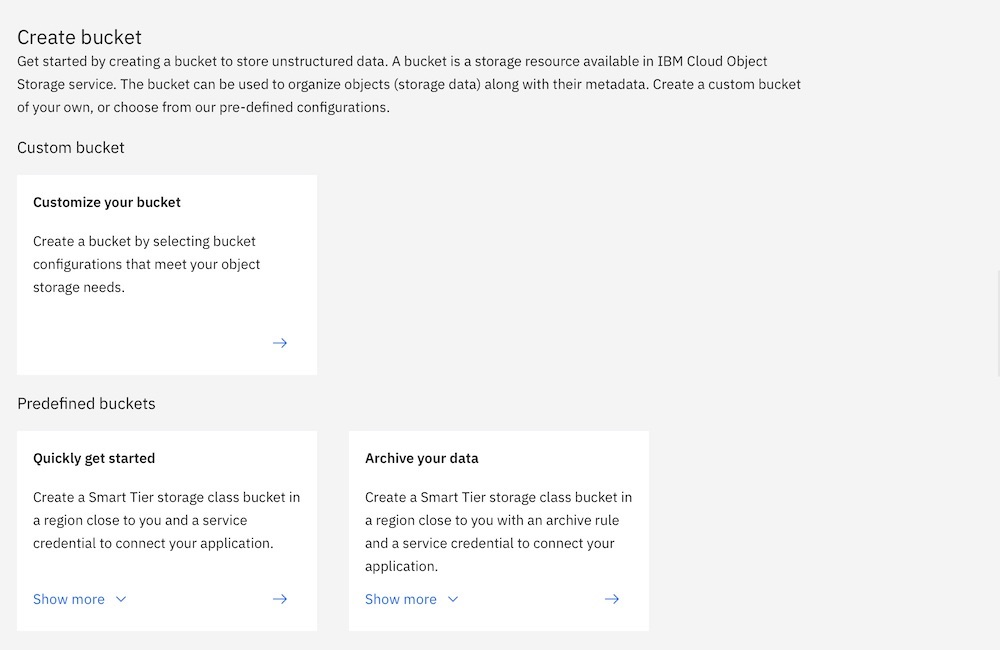 Create bucket
Get started by creating a bucket to store unstructured data. A bucket is a storage resource available in IBM Cloud Object
Storage service. The bucket can be used to organize objects (storage data) along with their metadata. Create a custom bucket
of your own, or choose from our pre-defined configurations.
Custom bucket
Customize your bucket
Create a bucket by selecting bucket
configurations that meet your object
storage needs.
Predefined buckets
Quickly get started
Create a Smart Tier storage class bucket in
a region close to you and a service
credential to connect your application.
Show more
Archive your data
Create a Smart Tier storage class bucket in
a region close to you with an archive rule
and a service credential to connect your
application.
Show more